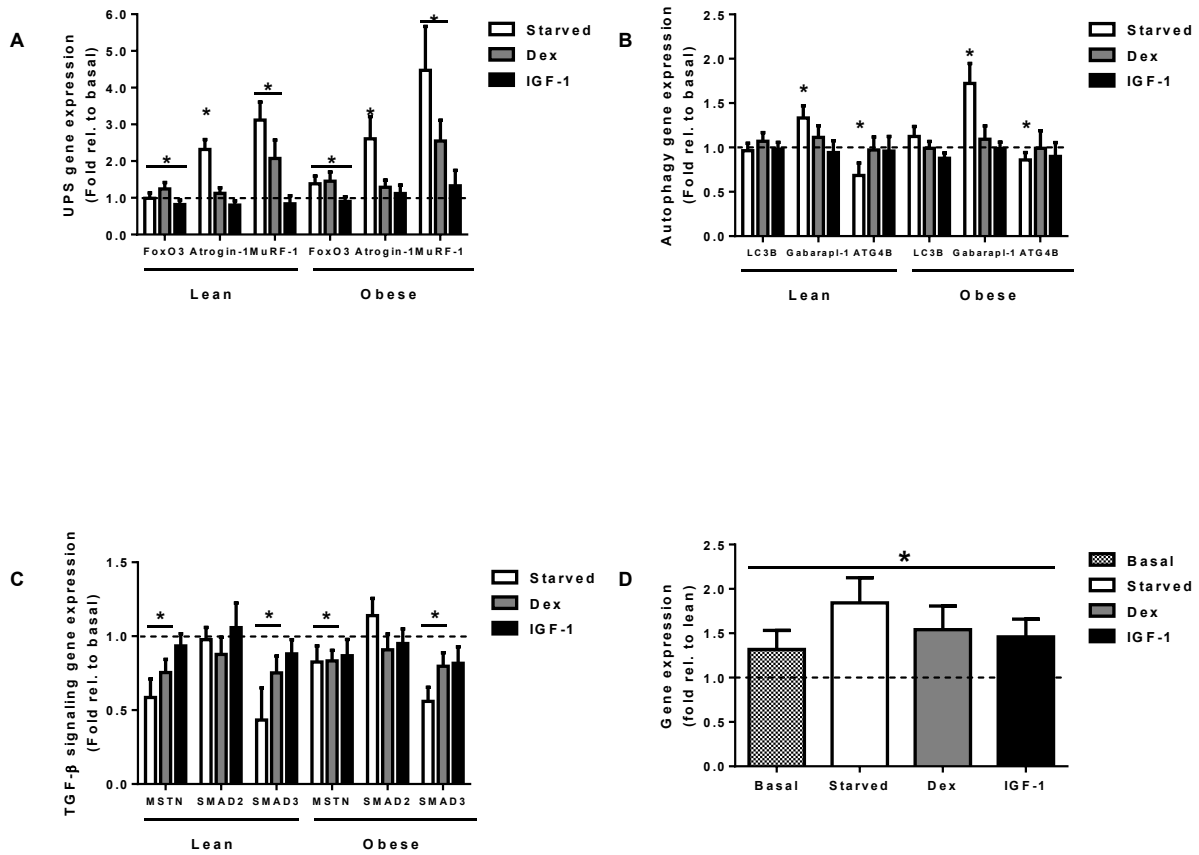 A
UPS gene expression
(Fold rel. to basal)
6.0
5.0
4.0
3.0
2.0
1.0
0.0
*
*
*
*
*
*
FoxO3 Atrogin-1 MuRF-1 FoxO3 Atrogin-1 MuRF-1
Lean Obese
Starved
Dex
IGF-1
B
Autophagy gene expression
(Fold rel. to basal)
2.5
2.0
1.5
1.0
0.5
0.0
*
*
*
*
LC3B Gabarapl-1 ATG4B LC3B Gabarapl-1 ATG4B
Lean Obese
Starved
Dex
IGF-1
C
TGF-β signaling gene expression
(Fold rel. to basal)
1.5
1.0
0.5
0.0
*
*
*
*
MSTN SMAD2 SMAD3 MSTN SMAD2 SMAD3
Lean Obese
Starved
Dex
IGF-1
D
Gene expression
(fold rel. to lean)
2.5
2.0
1.5
1.0
0.5
0.0
*
Basal Starved Dex IGF-1
Basal
Starved
Dex
IGF-1